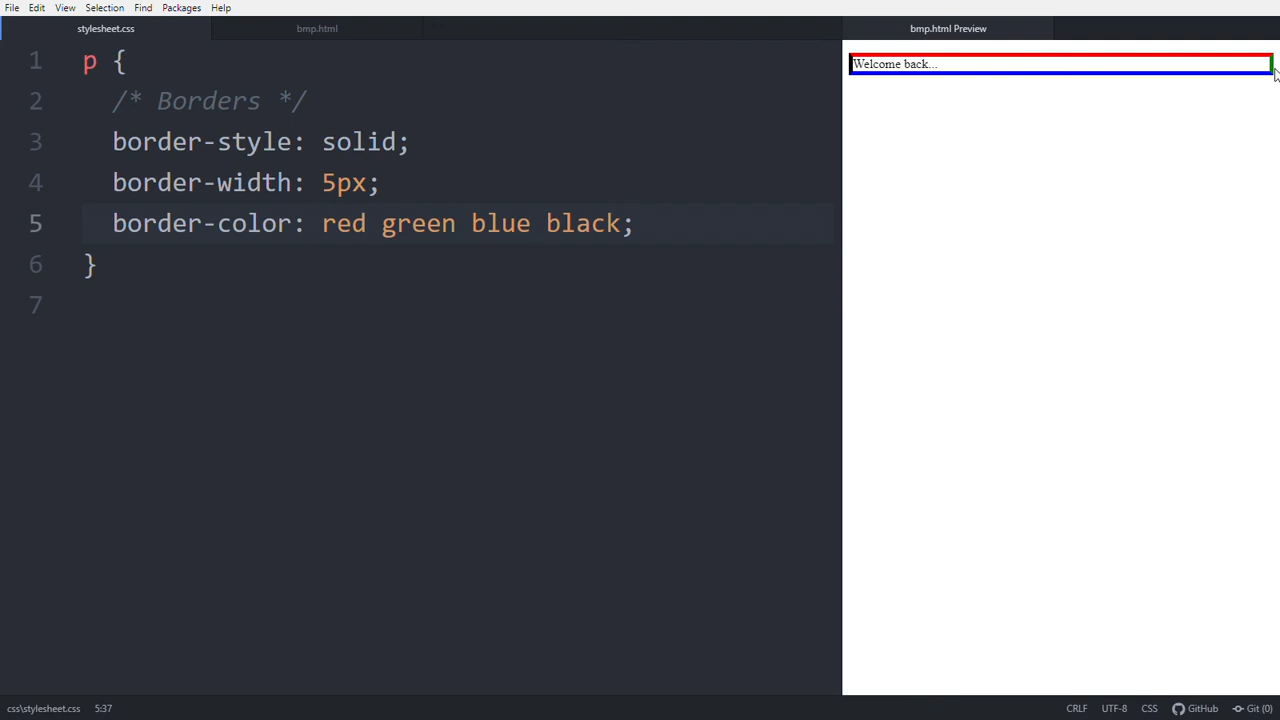 File Edit View Selection Find Packages Help
stylesheet.css bmp.html bmp.html Preview
1 p {
2 /* Borders */
3 border-style: solid;
4 border-width: 5px;
5 border-color: red green blue black;
6 }
7
Welcome back...
css\stylesheet.css 5:37 CRLF UTF-8 CSS GitHub Git (0)